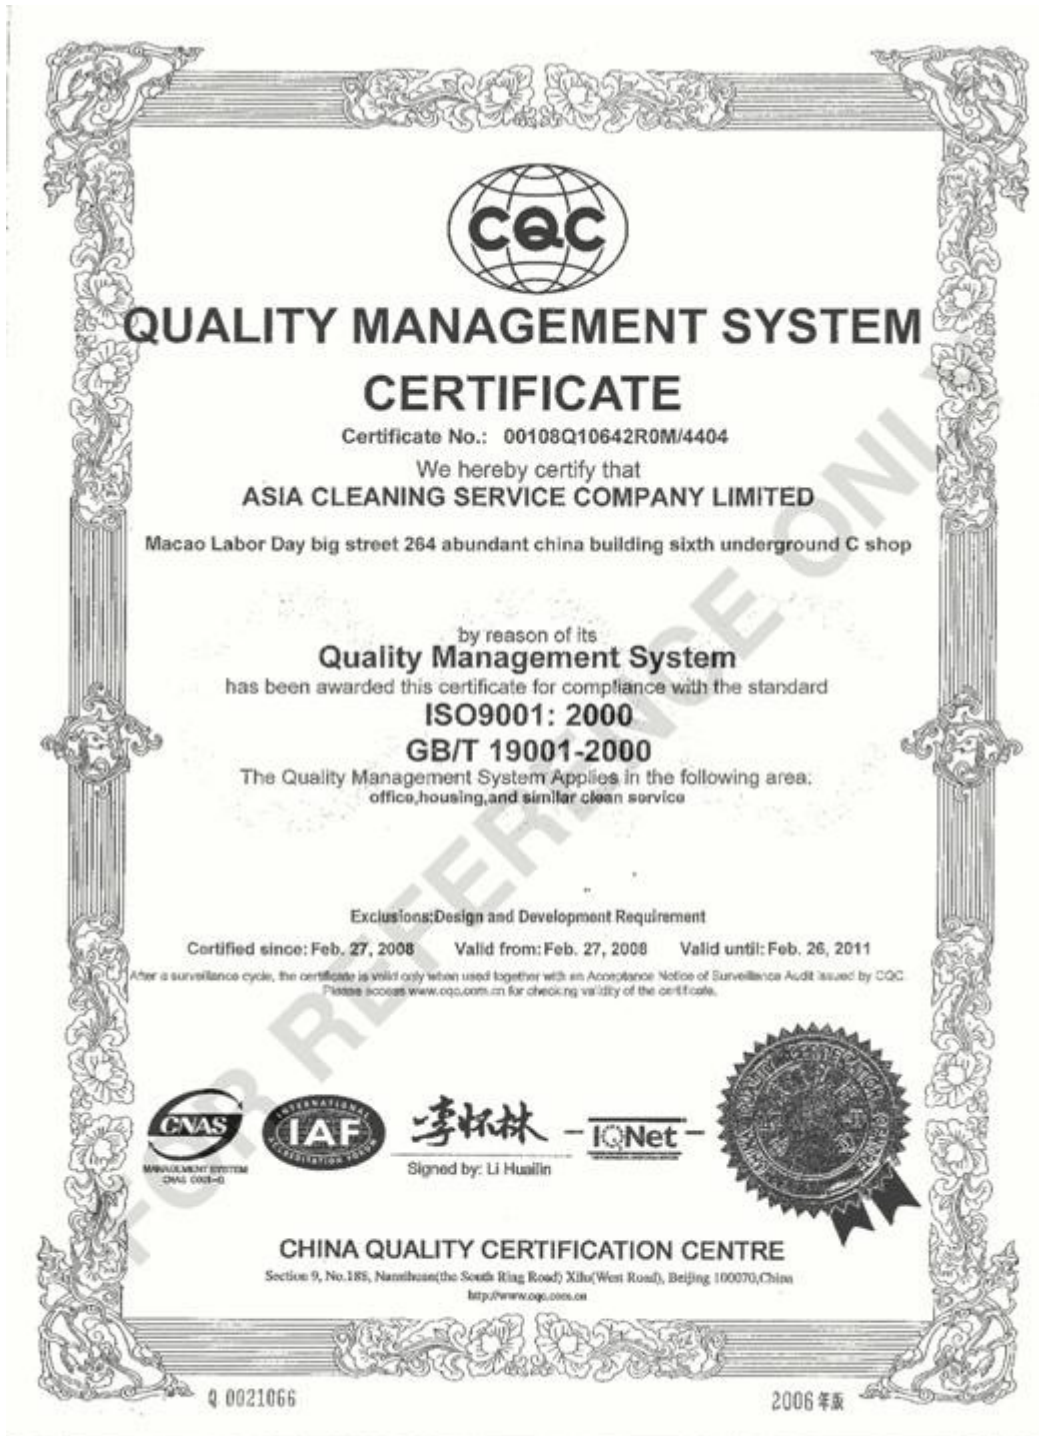 CQC
QUALITY MANAGEMENT SYSTEM
CERTIFICATE
Certificate No.: 00108Q10642R0M/4404
We hereby certify that
ASIA CLEANING SERVICE COMPANY LIMITED
Macao Labor Day big street 264 abundant china building sixth underground C shop
by reason of its
Quality Management System
has been awarded this certificate for compliance with the standard
ISO9001: 2000
GB/T 19001-2000
The Quality Management System Applies in the following area:
office,housing,and similar clean service
Exclusions:Design and Development Requirement
Certified since: Feb. 27, 2008 Valid from: Feb. 27, 2008 Valid until: Feb. 26, 2011
After a surveillance cycle, the certificate is valid only when used together with an Acceptance Notice of Surveillance Audit issued by CQC.
Please access www.cqc.com.cn for checking validity of the certificate.
FOR REFERENCE ONL
CNAS
MANAGEMENT SYSTEM
CNAS
INTERNATIONAL
IAF
ACCREDITATION FORUM
李怀林
Signed by: Li Huailin
IQNet
CHINA QUALITY CERTIFICATION CENTRE
Section 9, No.188, Nansihuan(the South Ring Road) Xilu(West Road), Beijing 100070,China
http://www.cqc.com.cn
Q 0021066
2006年版